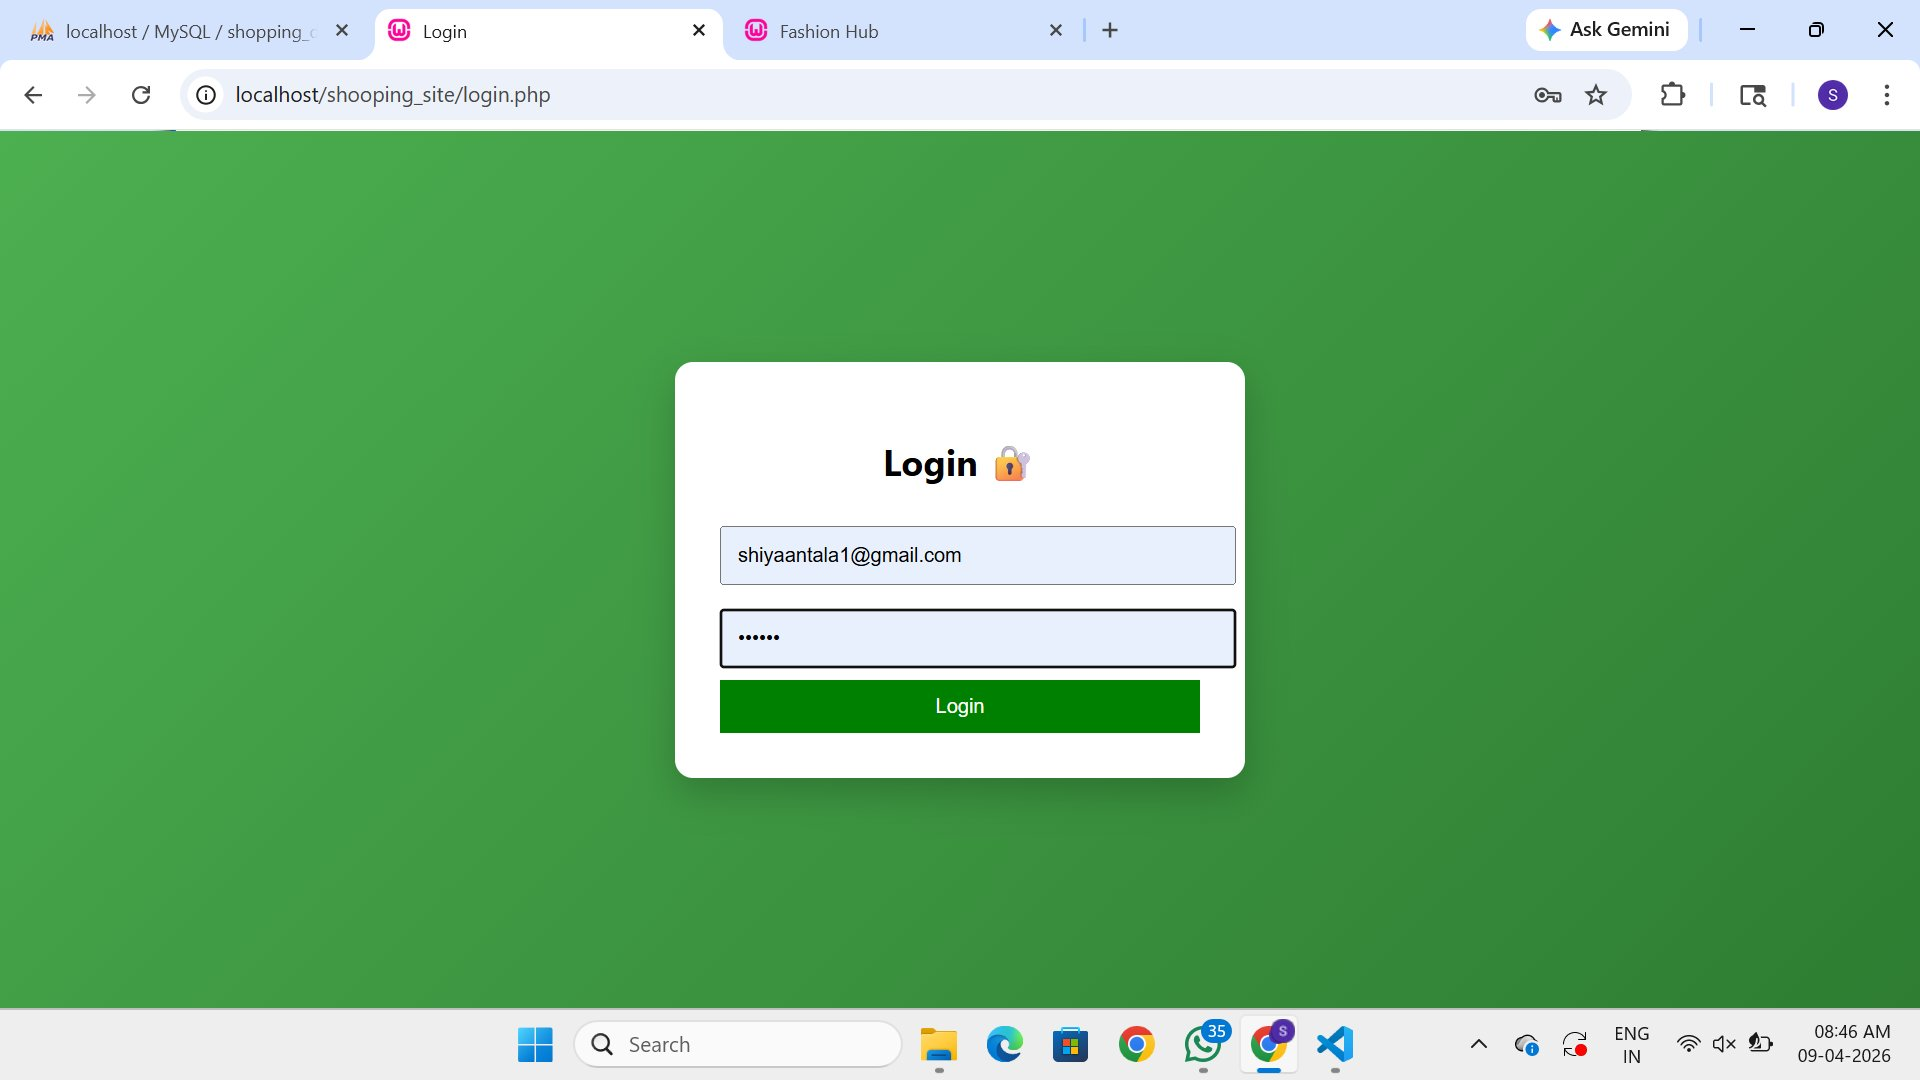 PMA localhost / MySQL / shopping_
Login
Fashion Hub
Ask Gemini
localhost/shooping_site/login.php
S
Login
shiyaantala1@gmail.com
••••••
Login
Search
35
S
ENG
IN
08:46 AM
09-04-2026